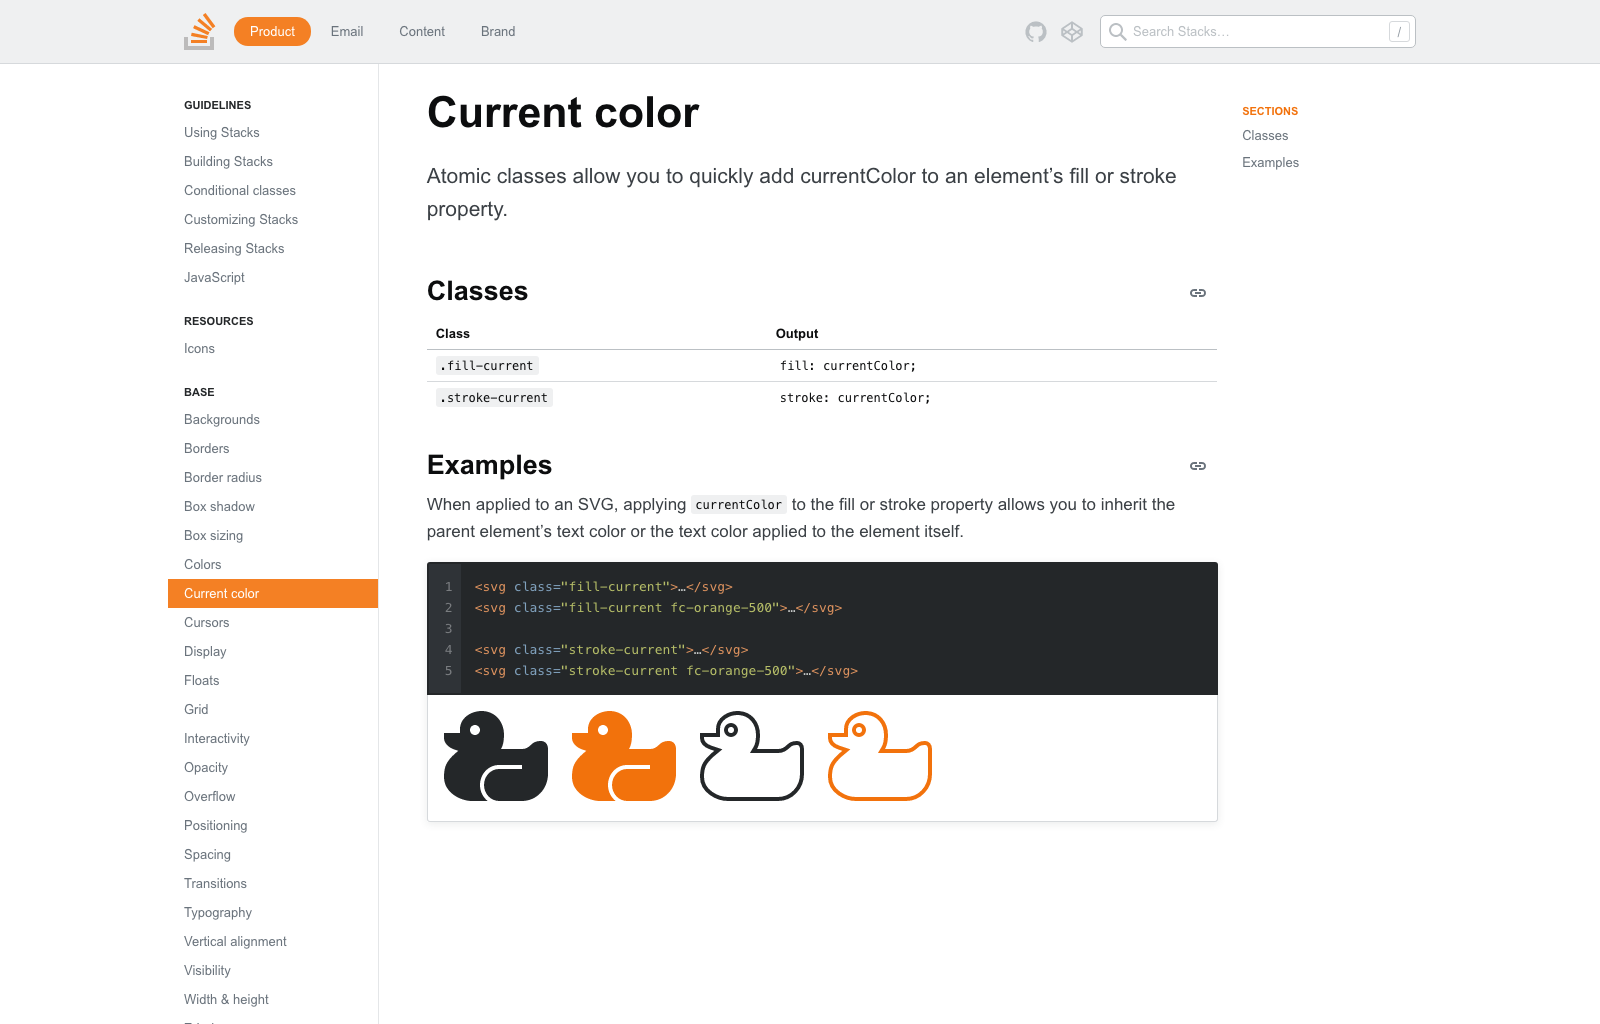 Product
Email
Content
Brand
Search Stacks…
/
GUIDELINES
Using Stacks
Building Stacks
Conditional classes
Customizing Stacks
Releasing Stacks
JavaScript
RESOURCES
Icons
BASE
Backgrounds
Borders
Border radius
Box shadow
Box sizing
Colors
Current color
Cursors
Display
Floats
Grid
Interactivity
Opacity
Overflow
Positioning
Spacing
Transitions
Typography
Vertical alignment
Visibility
Width & height
Current color
Atomic classes allow you to quickly add currentColor to an element’s fill or stroke
property.
Classes
Class Output
.fill-current fill: currentColor;
.stroke-current stroke: currentColor;
Examples
When applied to an SVG, applying currentColor to the fill or stroke property allows you to inherit the
parent element’s text color or the text color applied to the element itself.
1 <svg class="fill-current">…</svg>
2 <svg class="fill-current fc-orange-500">…</svg>
3
4 <svg class="stroke-current">…</svg>
5 <svg class="stroke-current fc-orange-500">…</svg>
SECTIONS
Classes
Examples